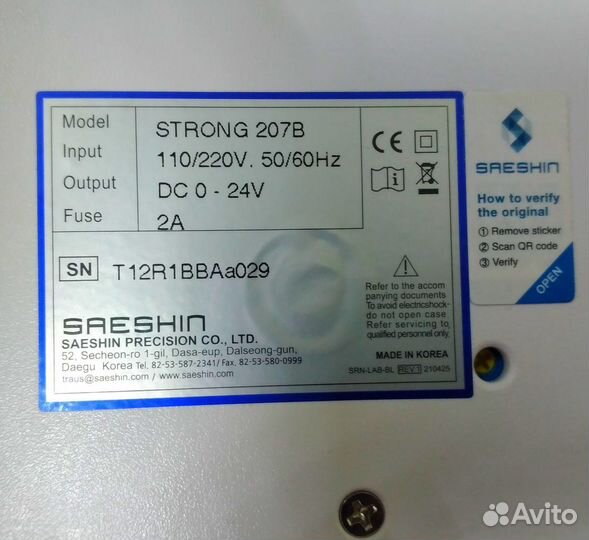 Model STRONG 207B
Input 110/220V. 50/60Hz
Output DC 0 - 24V
Fuse 2A
SN T12R1BBAa029
SAESHIN
SAESHIN PRECISION CO., LTD.
52, Secheon-ro 1-gil, Dasa-eup, Dalseong-gun,
Daegu Korea Tel. 82-53-587-2341/ Fax. 82-53-580-0999
traus@saeshin.com / www.saeshin.com
CE
Refer to the accom
panying documents
To avoid electricshock-
do not open case.
Refer servicing to
qualified personnel only.
MADE IN KOREA
SRN-LAB-BL REV.1 210425
SAESHIN
How to verify
the original
① Remove sticker
② Scan QR code
③ Verify
OPEN
Avito